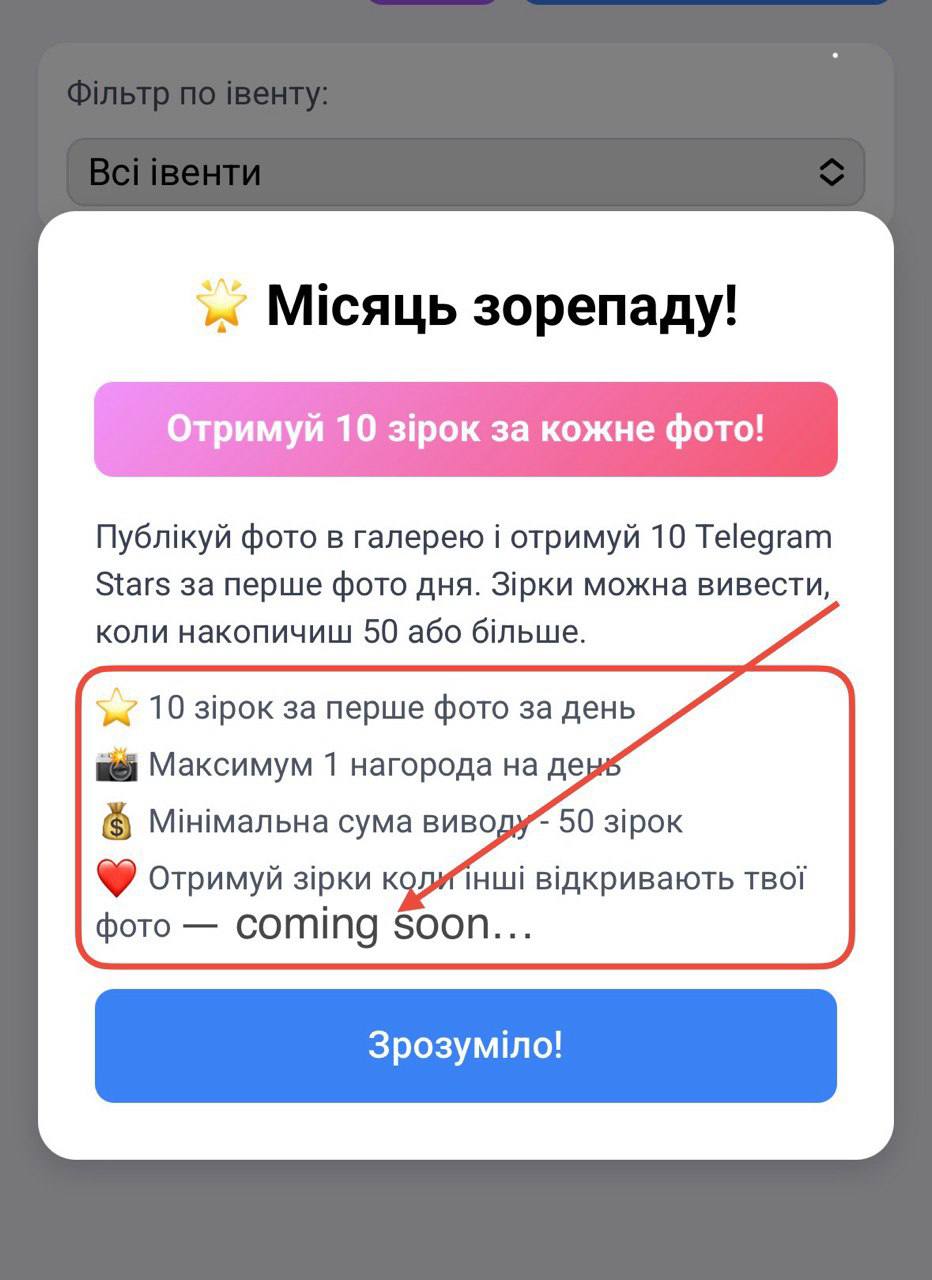 Фільтр по івенту:
Всі івенти
🌟 Місяць зорепаду!
Отримуй 10 зірок за кожне фото!
Публікуй фото в галерею і отримуй 10 Telegram
Stars за перше фото дня. Зірки можна вивести,
коли накопичиш 50 або більше.
⭐ 10 зірок за перше фото за день
📸 Максимум 1 нагорода на день
💰 Мінімальна сума виводу - 50 зірок
❤️ Отримуй зірки коли інші відкривають твої
фото — coming soon...
Зрозуміло!